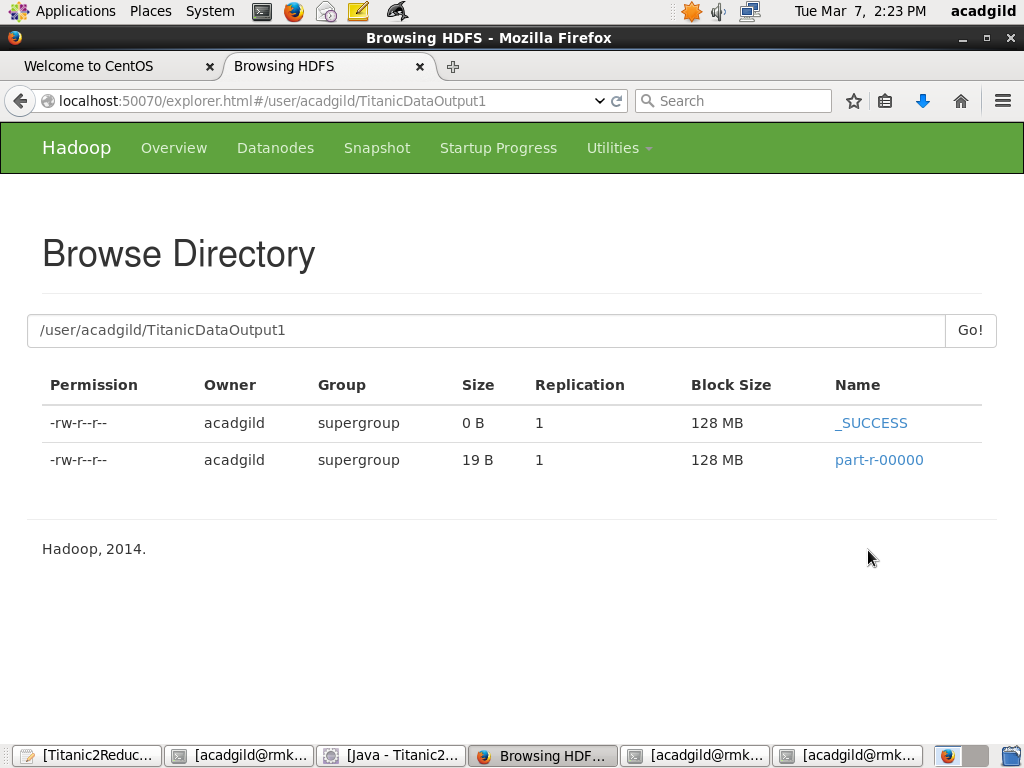 Applications Places System Tue Mar 7, 2:23 PM acadgild
Browsing HDFS - Mozilla Firefox
Welcome to CentOS Browsing HDFS
localhost:50070/explorer.html#/user/acadgild/TitanicDataOutput1 Search
Hadoop Overview Datanodes Snapshot Startup Progress Utilities
Browse Directory
/user/acadgild/TitanicDataOutput1 Go!
Permission Owner Group Size Replication Block Size Name
-rw-r--r-- acadgild supergroup 0 B 1 128 MB _SUCCESS
-rw-r--r-- acadgild supergroup 19 B 1 128 MB part-r-00000
Hadoop, 2014.
[Titanic2Reduc... [acadgild@rmk... [Java - Titanic2... Browsing HDF... [acadgild@rmk... [acadgild@rmk...